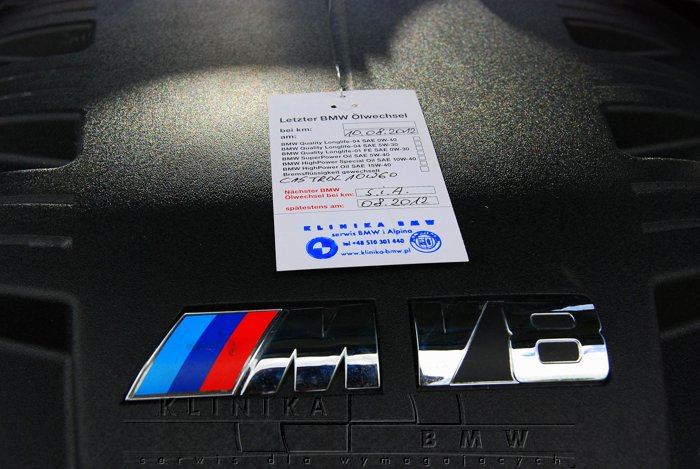 Letzter BMW Ölwechsel
bei km:
am: 10.08.2012
BMW Quality Longlife-04 SAE 0W-40
BMW Quality Longlife-04 SAE 5W-30
BMW Quality Longlife-01 FE SAE 0W-30
BMW SuperPower Oil SAE 5W-40
BMW HighPower Special Oil SAE 10W-40
BMW HighPower Oil SAE 15W-40
Bremsflüssigkeit gewechselt
CASTROL 10W60
Nächster BMW
Ölwechsel bei km: S.i.A.
spätestens am: 08.2012
KLINIKA BMW
serwis BMW i Alpina
tel +48 510 301 440
www.klinika-bmw.pl
M V8
KLINIKA
BMW
serwis dla wymagających